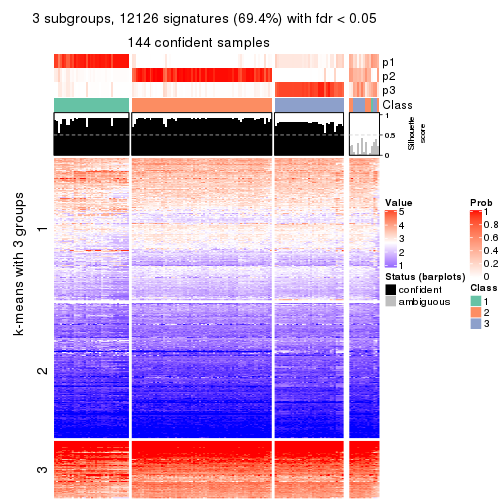 3 subgroups, 12126 signatures (69.4%) with fdr < 0.05
144 confident samples
p1
p2
p3
Class
1
0.5
0
Silhouette
score
k-means with 3 groups
1
2
3
Value
5
4
3
2
1
Status (barplots)
confident
ambiguous
Prob
1
0.8
0.6
0.4
0.2
0
Class
1
2
3